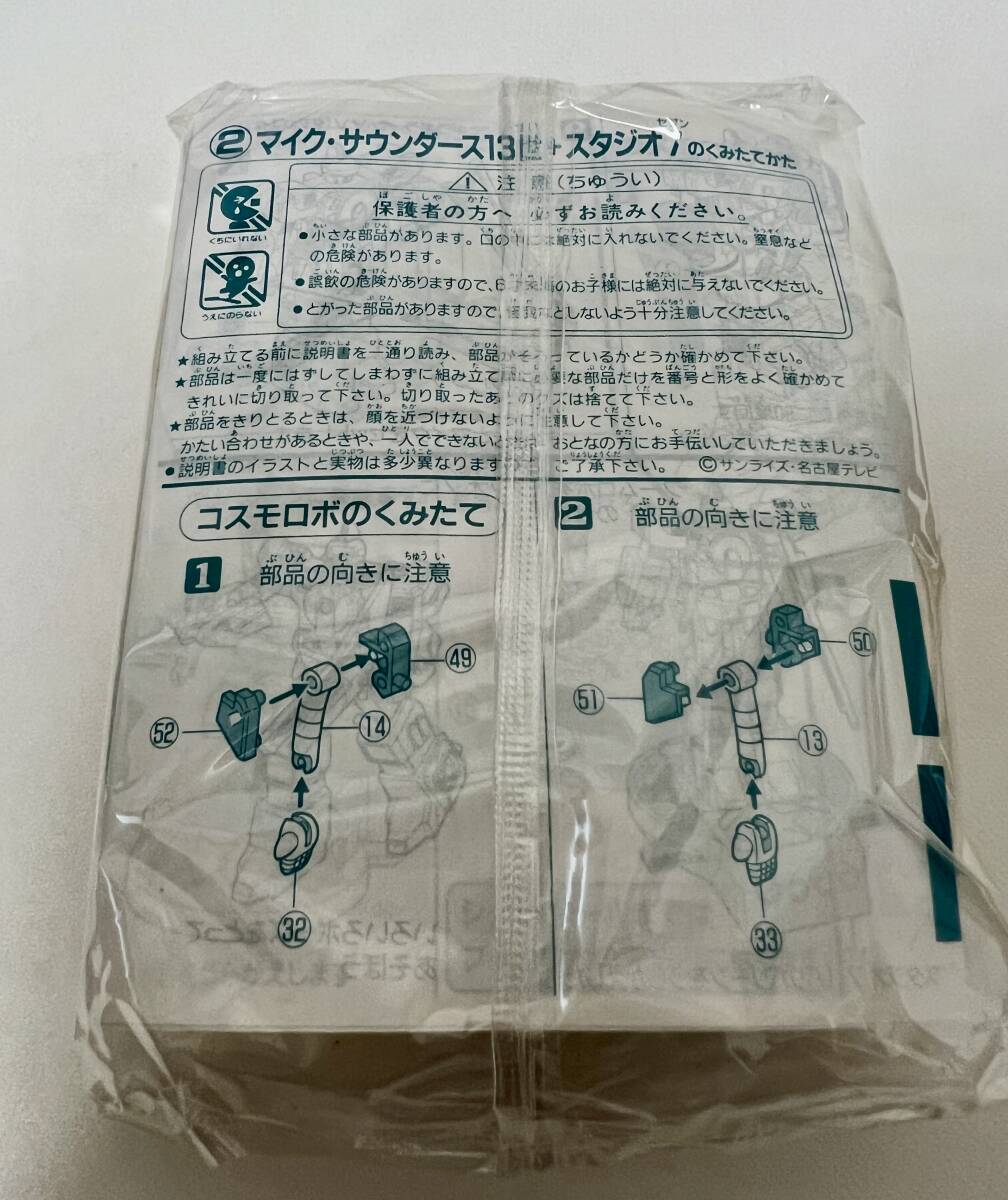 ②マイク・サウンダース13世+スタジオ7のくみたてかた
セブン
くちにいれない
うえにのらない
⚠注意(ちゅうい)
保護者の方へ 必ずお読みください。
●小さな部品があります。口の中には絶対に入れないでください。窒息など
の危険があります。
●誤飲の危険がありますので、6才未満のお子様には絶対に与えないでください。
●とがった部品がありますので、怪我などしないよう十分注意してください。
★組み立てる前に説明書を一通り読み、部品がそろっているかどうか確かめて下さい。
★部品は一度にはずしてしまわずに組み立て順に必要な部品だけを番号と形をよく確かめて
きれいに切り取って下さい。切り取ったあとのクズは捨てて下さい。
★部品をきりとるときは、顔を近づけないように注意して下さい。
かたい合わせがあるときや、一人でできないときは、おとなの方にお手伝いしていただきましょう。
●説明書のイラストと実物は多少異なります ご了承下さい。 ©サンライズ・名古屋テレビ
コスモロボのくみたて
1 部品の向きに注意
49
52
14
32
2 部品の向きに注意
50
51
13
33